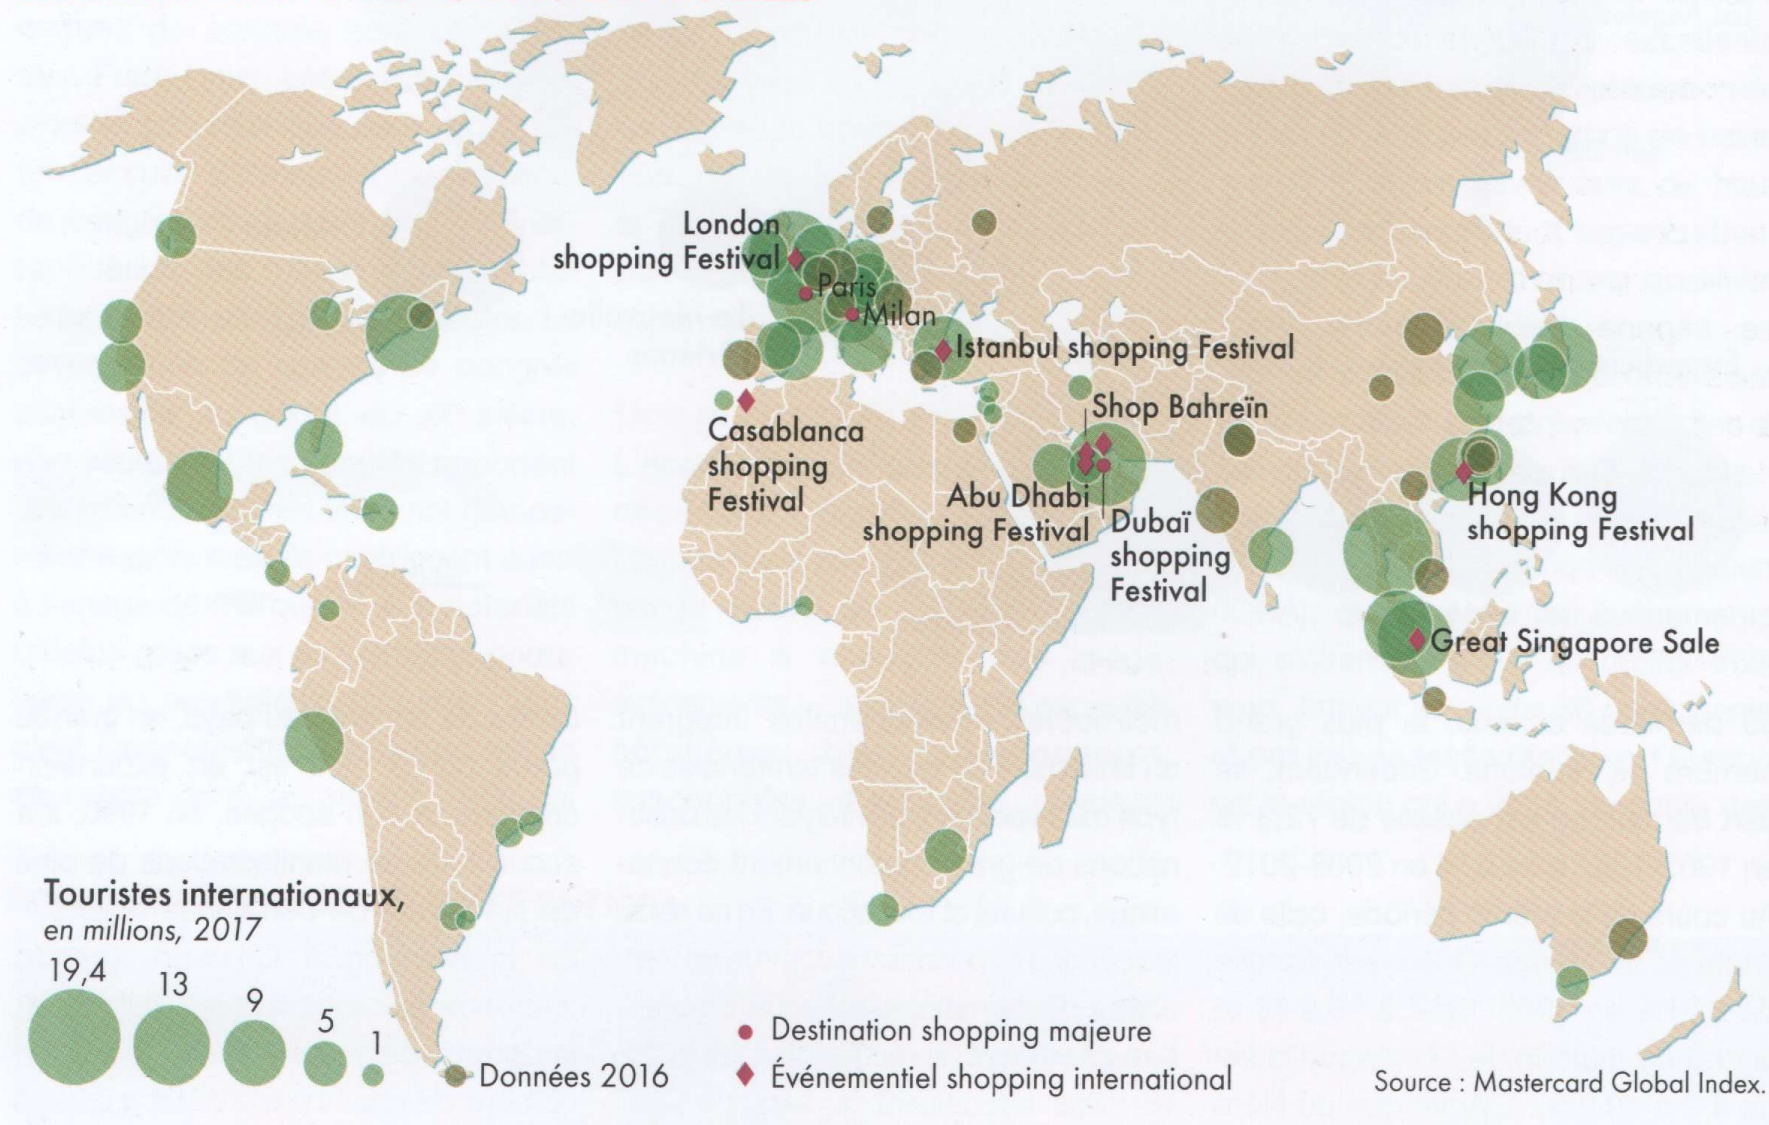 London
shopping Festival
Paris
Milan
Istanbul shopping Festival
Casablanca
shopping
Festival
Shop Bahreïn
Abu Dhabi
shopping Festival
Dubaï
shopping
Festival
Hong Kong
shopping Festival
Great Singapore Sale
Touristes internationaux,
en millions, 2017
19,4
13
9
5
1
Données 2016
Destination shopping majeure
Événementiel shopping international
Source : Mastercard Global Index.